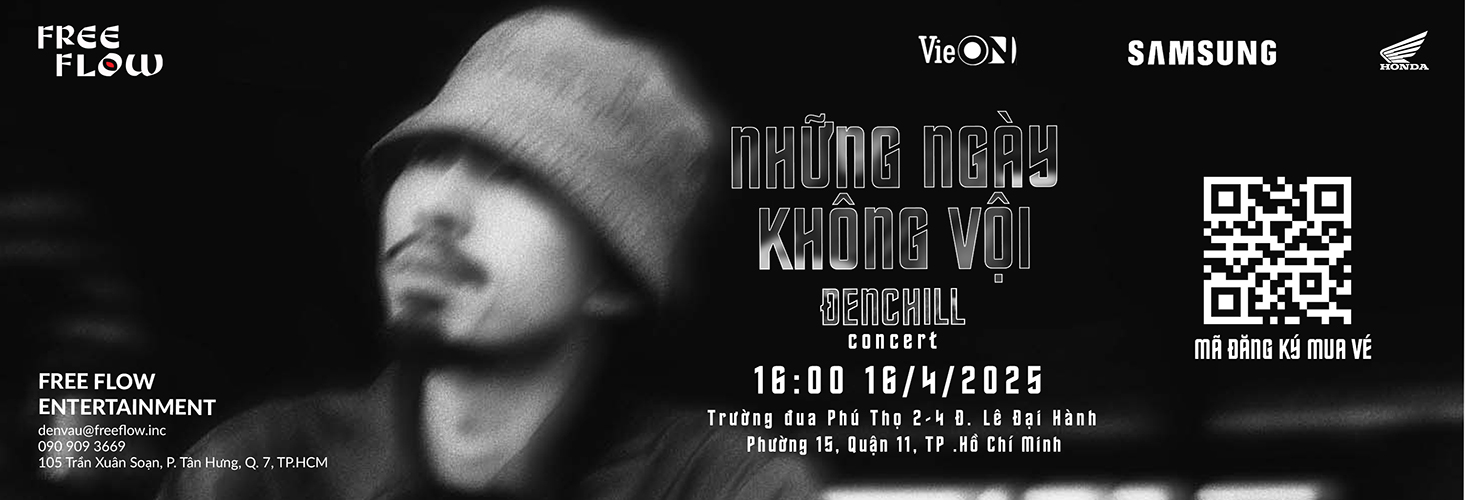 FREE
FLOW
VieON
SAMSUNG
HONDA
NHỮNG NGÀY
KHÔNG VỘI
ĐENCHILL
concert
16:00 16/4/2025
Trường đua Phú Thọ 2-4 Đ. Lê Đại Hành
Phường 15, Quận 11, TP .Hồ Chí Minh
MÃ ĐĂNG KÝ MUA VÉ
FREE FLOW
ENTERTAINMENT
denvau@freeflow.inc
090 909 3669
105 Trần Xuân Soạn, P. Tân Hưng, Q. 7, TP.HCM